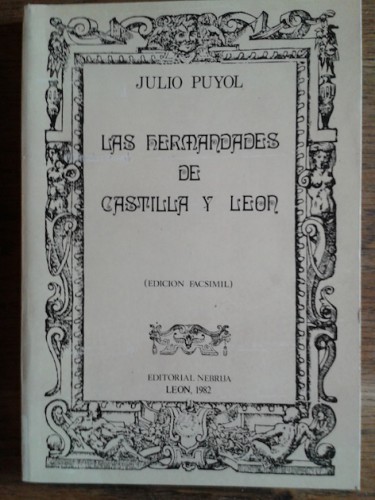 JULIO PUYOL
LAS HERMANDADES
DE
CASTILLA Y LEON
(EDICION FACSIMIL)
EDITORIAL NEBRIJA
LEON, 1982